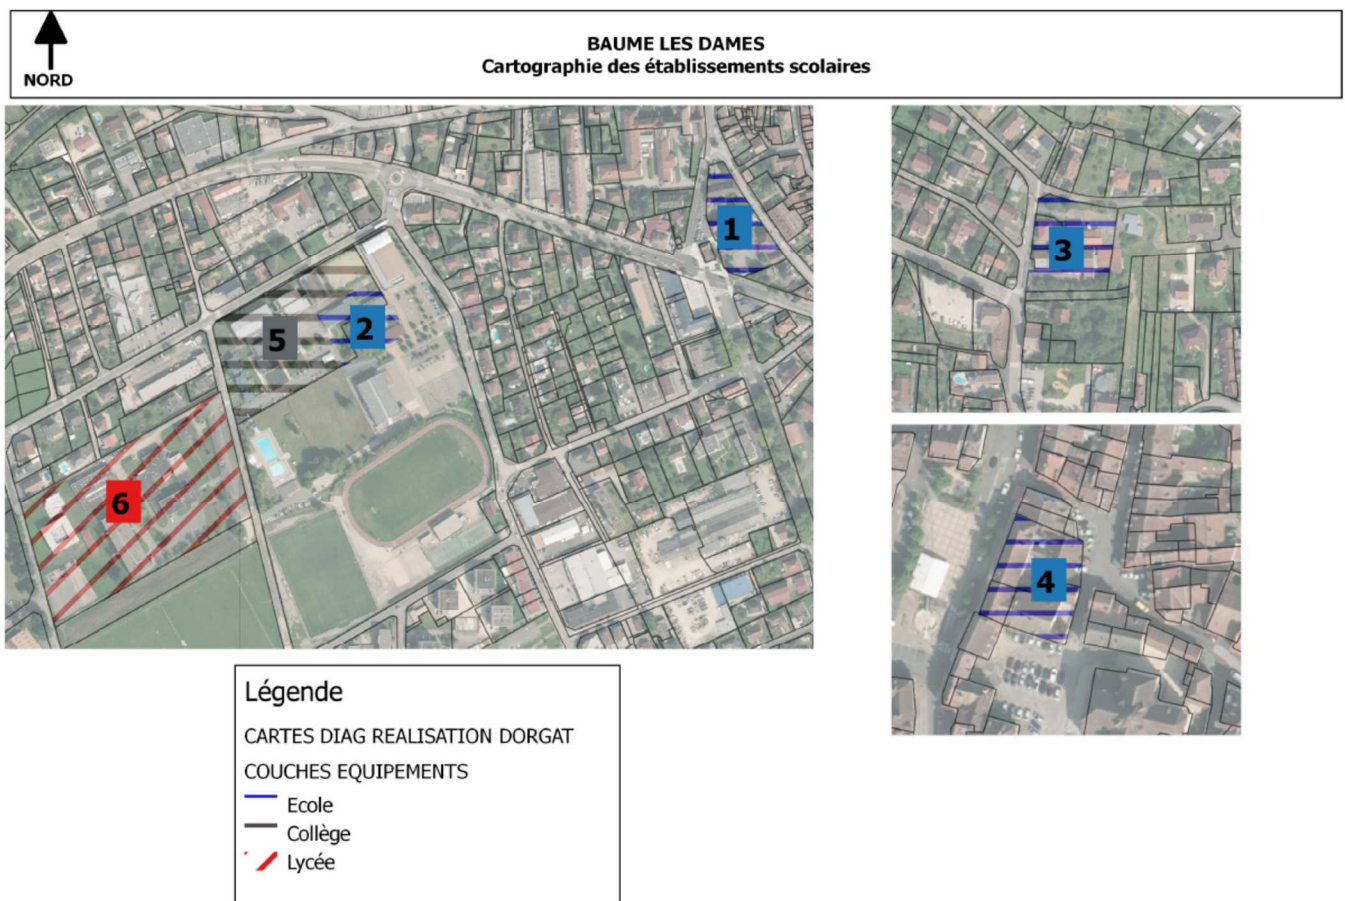 BAUME LES DAMES
Cartographie des établissements scolaires
NORD
1
2
3
5
6
4
Légende
CARTES DIAG REALISATION DORGAT
COUCHES EQUIPEMENTS
Ecole
Collège
Lycée